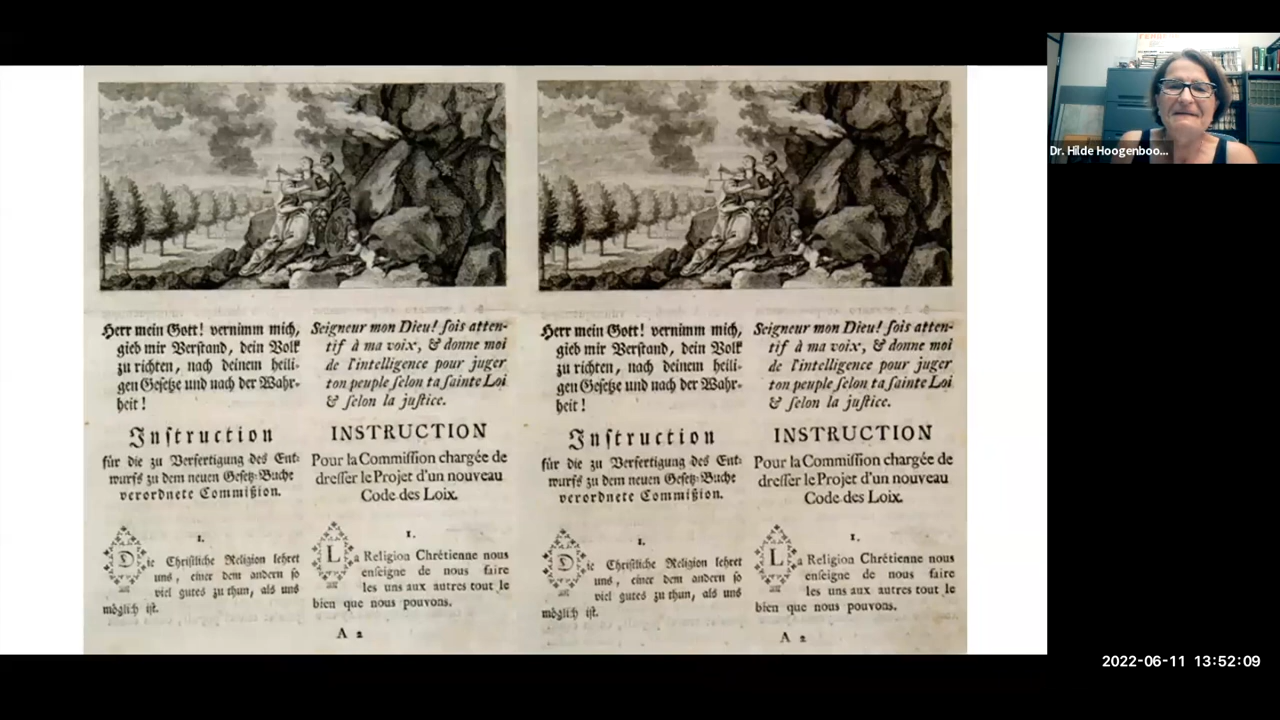 Herr mein Gott! vernimm mich,
gieb mir Verstand, dein Volk
zu richten, nach deinem heili-
gen Gesetze und nach der Wahr-
heit!
Instruction
für die zu Verfertigung des Ent-
wurfs zu dem neuen Gesetz-Buche
verordnete Commißion.
1.
Die Christliche Religion lehret
uns, einer dem andern so
viel gutes zu thun, als uns
möglich ist.
Seigneur mon Dieu! ſois atten-
tif à ma voix, & donne moi
de l'intelligence pour juger
ton peuple ſelon ta ſainte Loi
& ſelon la juſtice.
INSTRUCTION
Pour la Commiſſion chargée de
dreſſer le Projet d'un nouveau
Code des Loix.
1.
La Religion Chrétienne nous
enſeigne de nous faire
les uns aux autres tout le
bien que nous pouvons.
A 2
Herr mein Gott! vernimm mich,
gieb mir Verstand, dein Volk
zu richten, nach deinem heili-
gen Gesetze und nach der Wahr-
heit!
Instruction
für die zu Verfertigung des Ent-
wurfs zu dem neuen Gesetz-Buche
verordnete Commißion.
1.
Die Christliche Religion lehret
uns, einer dem andern so
viel gutes zu thun, als uns
möglich ist.
Seigneur mon Dieu! ſois atten-
tif à ma voix, & donne moi
de l'intelligence pour juger
ton peuple ſelon ta ſainte Loi
& ſelon la juſtice.
INSTRUCTION
Pour la Commiſſion chargée de
dreſſer le Projet d'un nouveau
Code des Loix.
1.
La Religion Chrétienne nous
enſeigne de nous faire
les uns aux autres tout le
bien que nous pouvons.
A 2
Dr. Hilde Hoogenboo...
2022-06-11 13:52:09